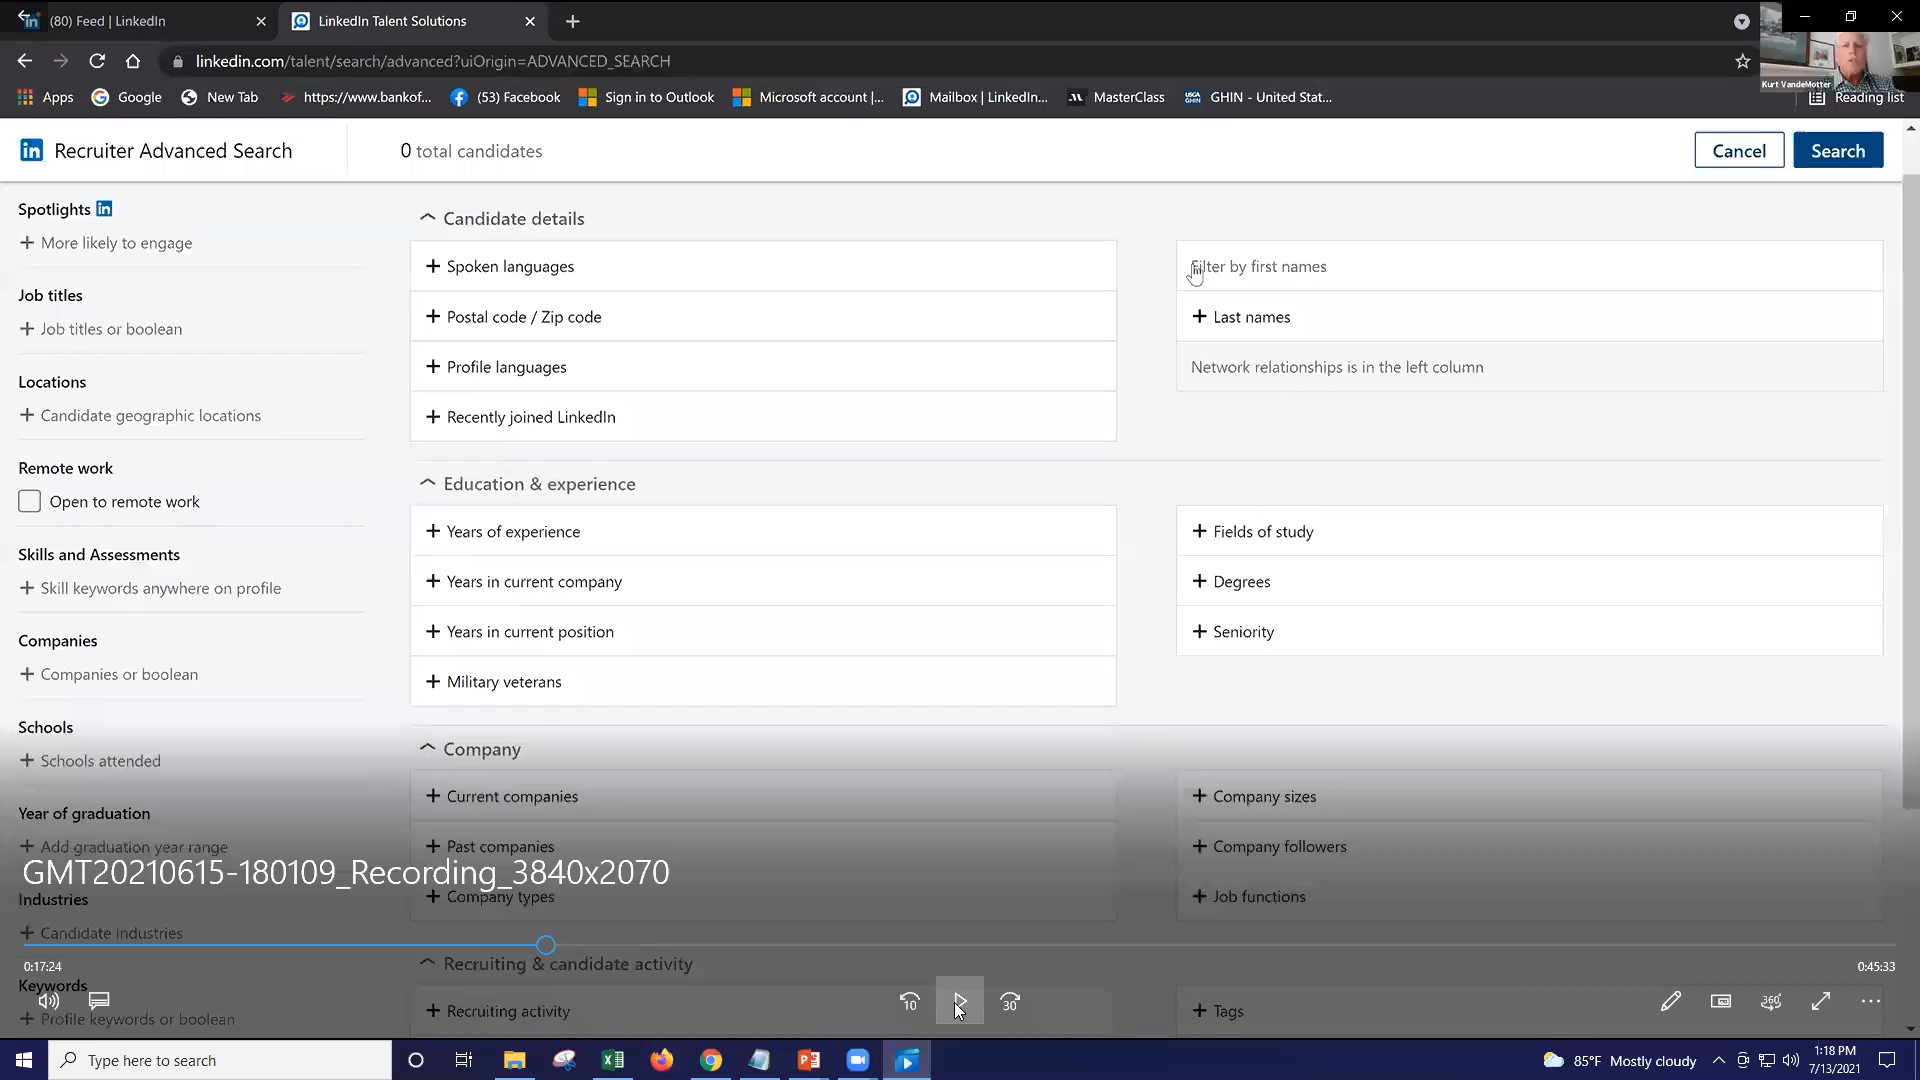 (80) Feed | LinkedIn
LinkedIn Talent Solutions
linkedin.com/talent/search/advanced?uiOrigin=ADVANCED_SEARCH
Kurt VandeMotter
Apps
Google
New Tab
https://www.bankof...
(53) Facebook
Sign in to Outlook
Microsoft account |...
Mailbox | LinkedIn...
MasterClass
GHIN - United Stat...
Reading list
in Recruiter Advanced Search
0 total candidates
Cancel
Search
Spotlights in
+ More likely to engage
Job titles
+ Job titles or boolean
Locations
+ Candidate geographic locations
Remote work
Open to remote work
Skills and Assessments
+ Skill keywords anywhere on profile
Companies
+ Companies or boolean
Schools
+ Schools attended
Year of graduation
+ Add graduation year range
Industries
+ Candidate industries
Keywords
+ Profile keywords or boolean
Candidate details
+ Spoken languages
Filter by first names
+ Postal code / Zip code
+ Last names
+ Profile languages
Network relationships is in the left column
+ Recently joined LinkedIn
Education & experience
+ Years of experience
+ Fields of study
+ Years in current company
+ Degrees
+ Years in current position
+ Seniority
+ Military veterans
Company
+ Current companies
+ Company sizes
+ Past companies
+ Company followers
+ Company types
+ Job functions
Recruiting & candidate activity
+ Recruiting activity
+ Tags
GMT20210615-180109_Recording_3840x2070
0:17:24
0:45:33
10
30
360
Type here to search
85°F Mostly cloudy
1:18 PM
7/13/2021